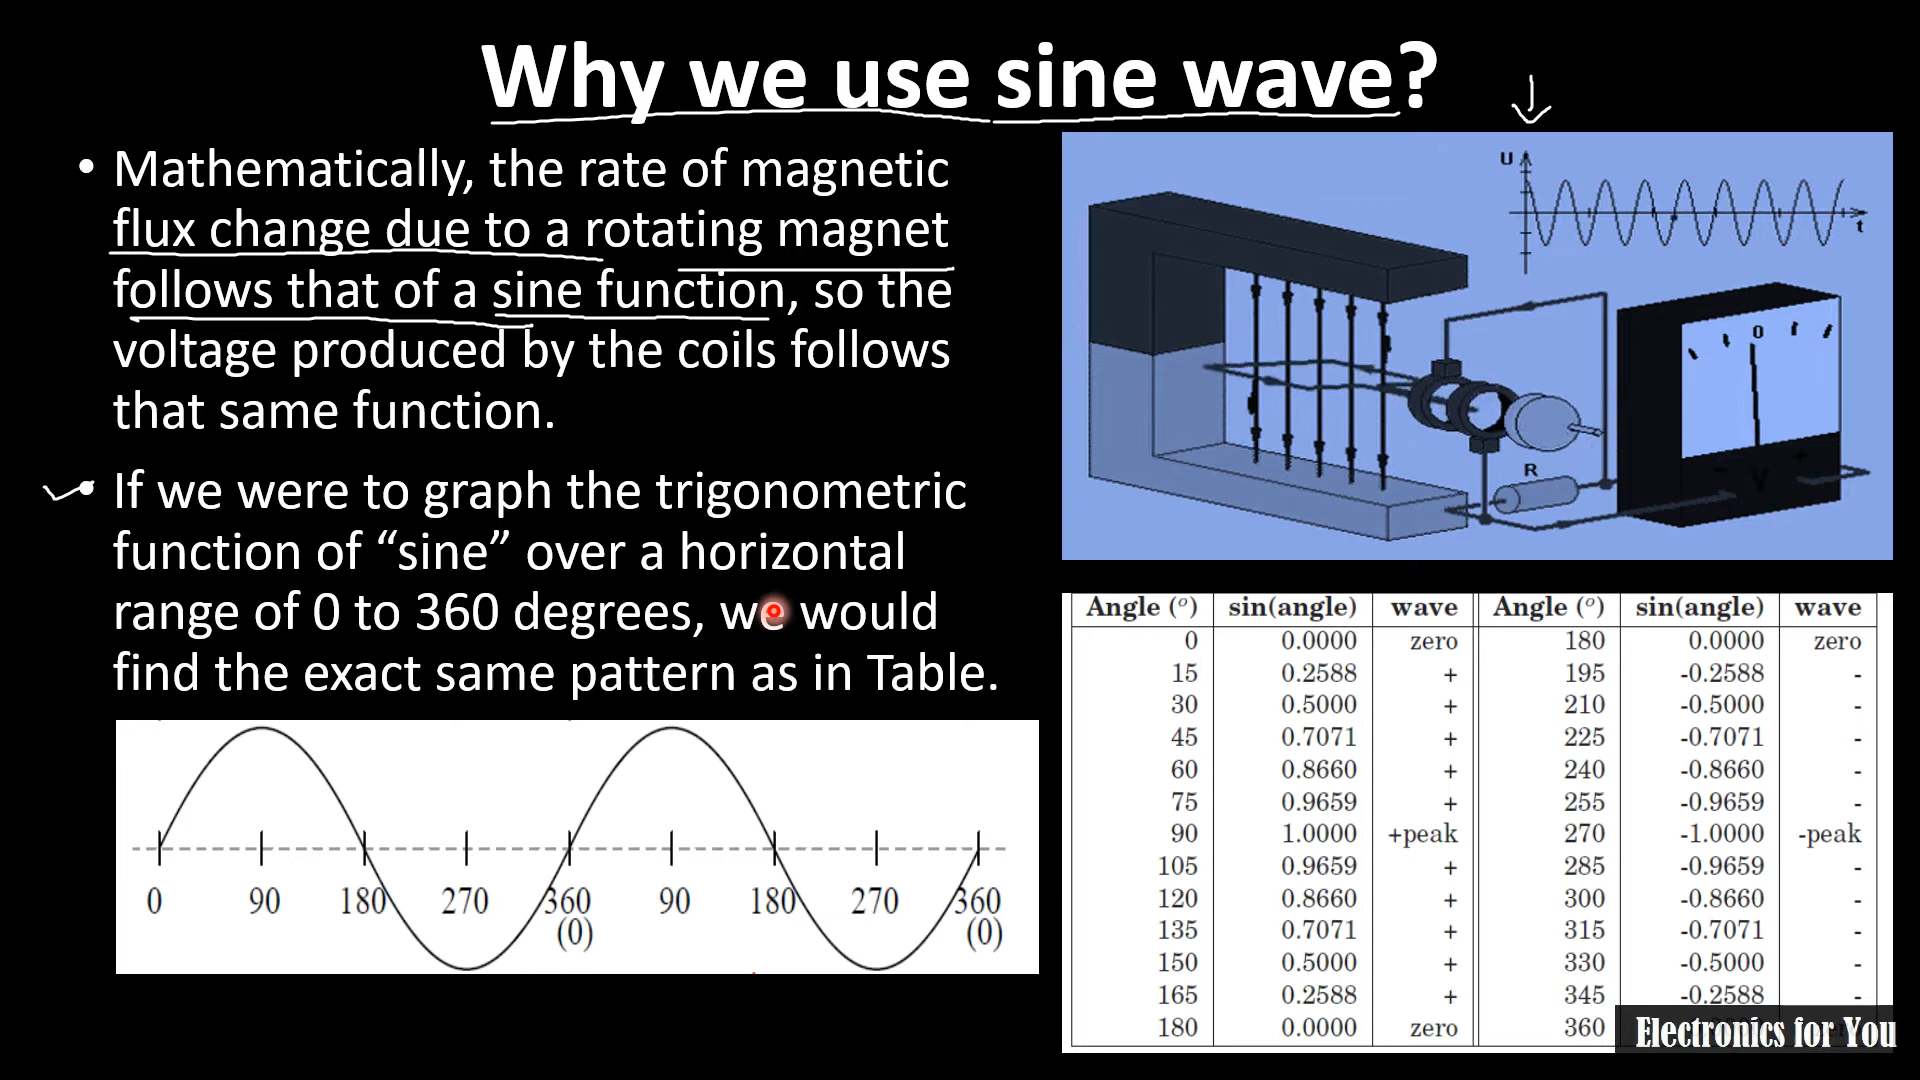 Why we use sine wave?
• Mathematically, the rate of magnetic
flux change due to a rotating magnet
follows that of a sine function, so the
voltage produced by the coils follows
that same function.
• If we were to graph the trigonometric
function of “sine” over a horizontal
range of 0 to 360 degrees, we would
find the exact same pattern as in Table.
0 90 180 270 360 90 180 270 360
(0) (0)
U
t
0
R
- V +
Angle (°) sin(angle) wave Angle (°) sin(angle) wave
0 0.0000 zero 180 0.0000 zero
15 0.2588 + 195 -0.2588 -
30 0.5000 + 210 -0.5000 -
45 0.7071 + 225 -0.7071 -
60 0.8660 + 240 -0.8660 -
75 0.9659 + 255 -0.9659 -
90 1.0000 +peak 270 -1.0000 -peak
105 0.9659 + 285 -0.9659 -
120 0.8660 + 300 -0.8660 -
135 0.7071 + 315 -0.7071 -
150 0.5000 + 330 -0.5000 -
165 0.2588 + 345 -0.2588 -
180 0.0000 zero 360
Electronics for You